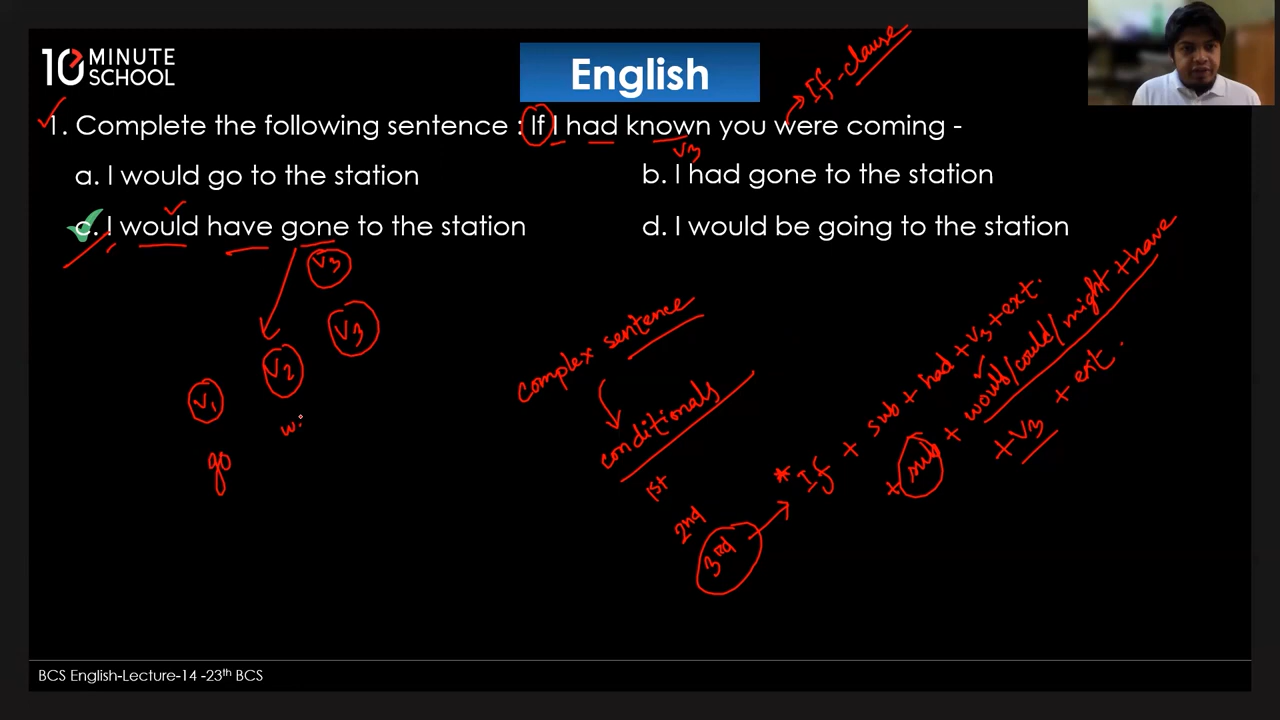 10 MINUTE
SCHOOL
English
If-clause
1. Complete the following sentence : If I had known you were coming -
V3
a. I would go to the station
b. I had gone to the station
c. I would have gone to the station
d. I would be going to the station
V3
V3
V2
V1
go
w
complex sentence
conditionals
1st
2nd
3rd
* If + sub + had + V3 + ext.
+ sub + would/could/might + have
+ V3 + ext.
BCS English-Lecture-14 -23th BCS